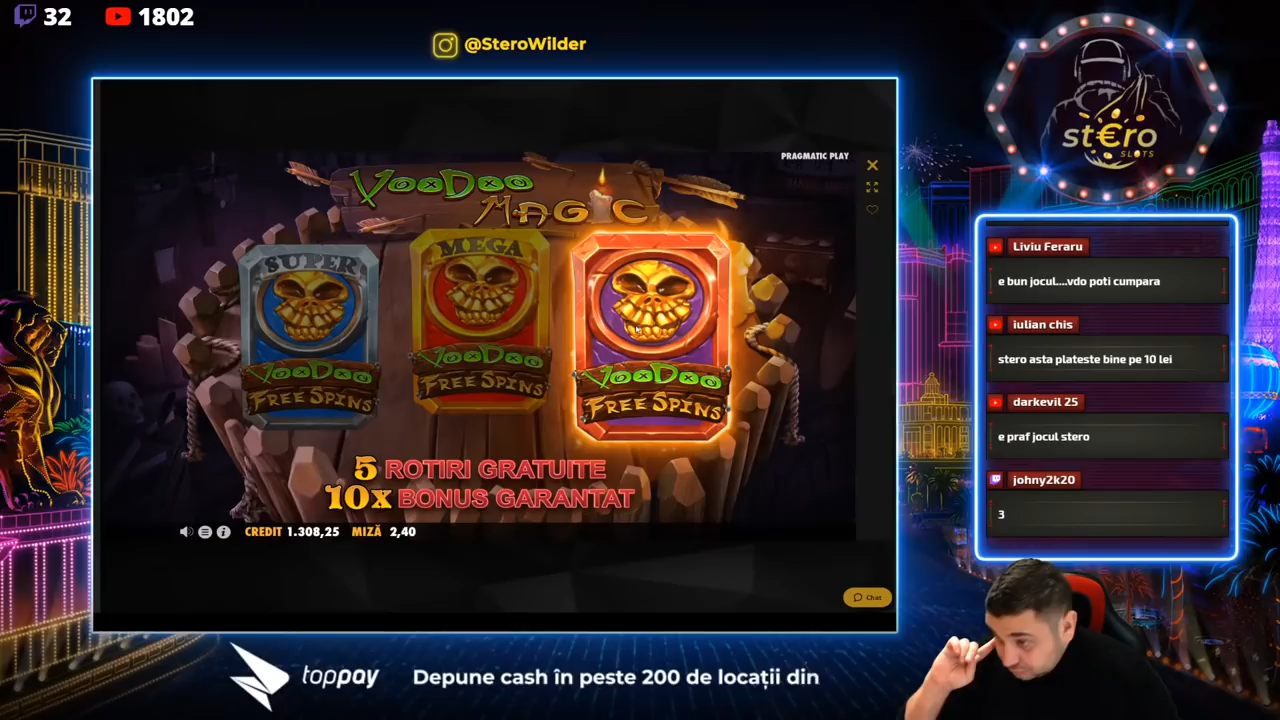 32
1802
@SteroWilder
st€ro
SLOTS
PRAGMATIC PLAY
VooDoo
MAGIC
SUPER
VooDoo
FREE SPINS
MEGA
VooDoo
FREE SPINS
VooDoo
FREE SPINS
5 ROTIRI GRATUITE
10x BONUS GARANTAT
CREDIT 1.308,25 MIZĂ 2,40
Chat
Liviu Feraru
e bun jocul....vdo poti cumpara
iulian chis
stero asta plateste bine pe 10 lei
darkevil 25
e praf jocul stero
johny2k20
3
toppay
Depune cash în peste 200 de locații din